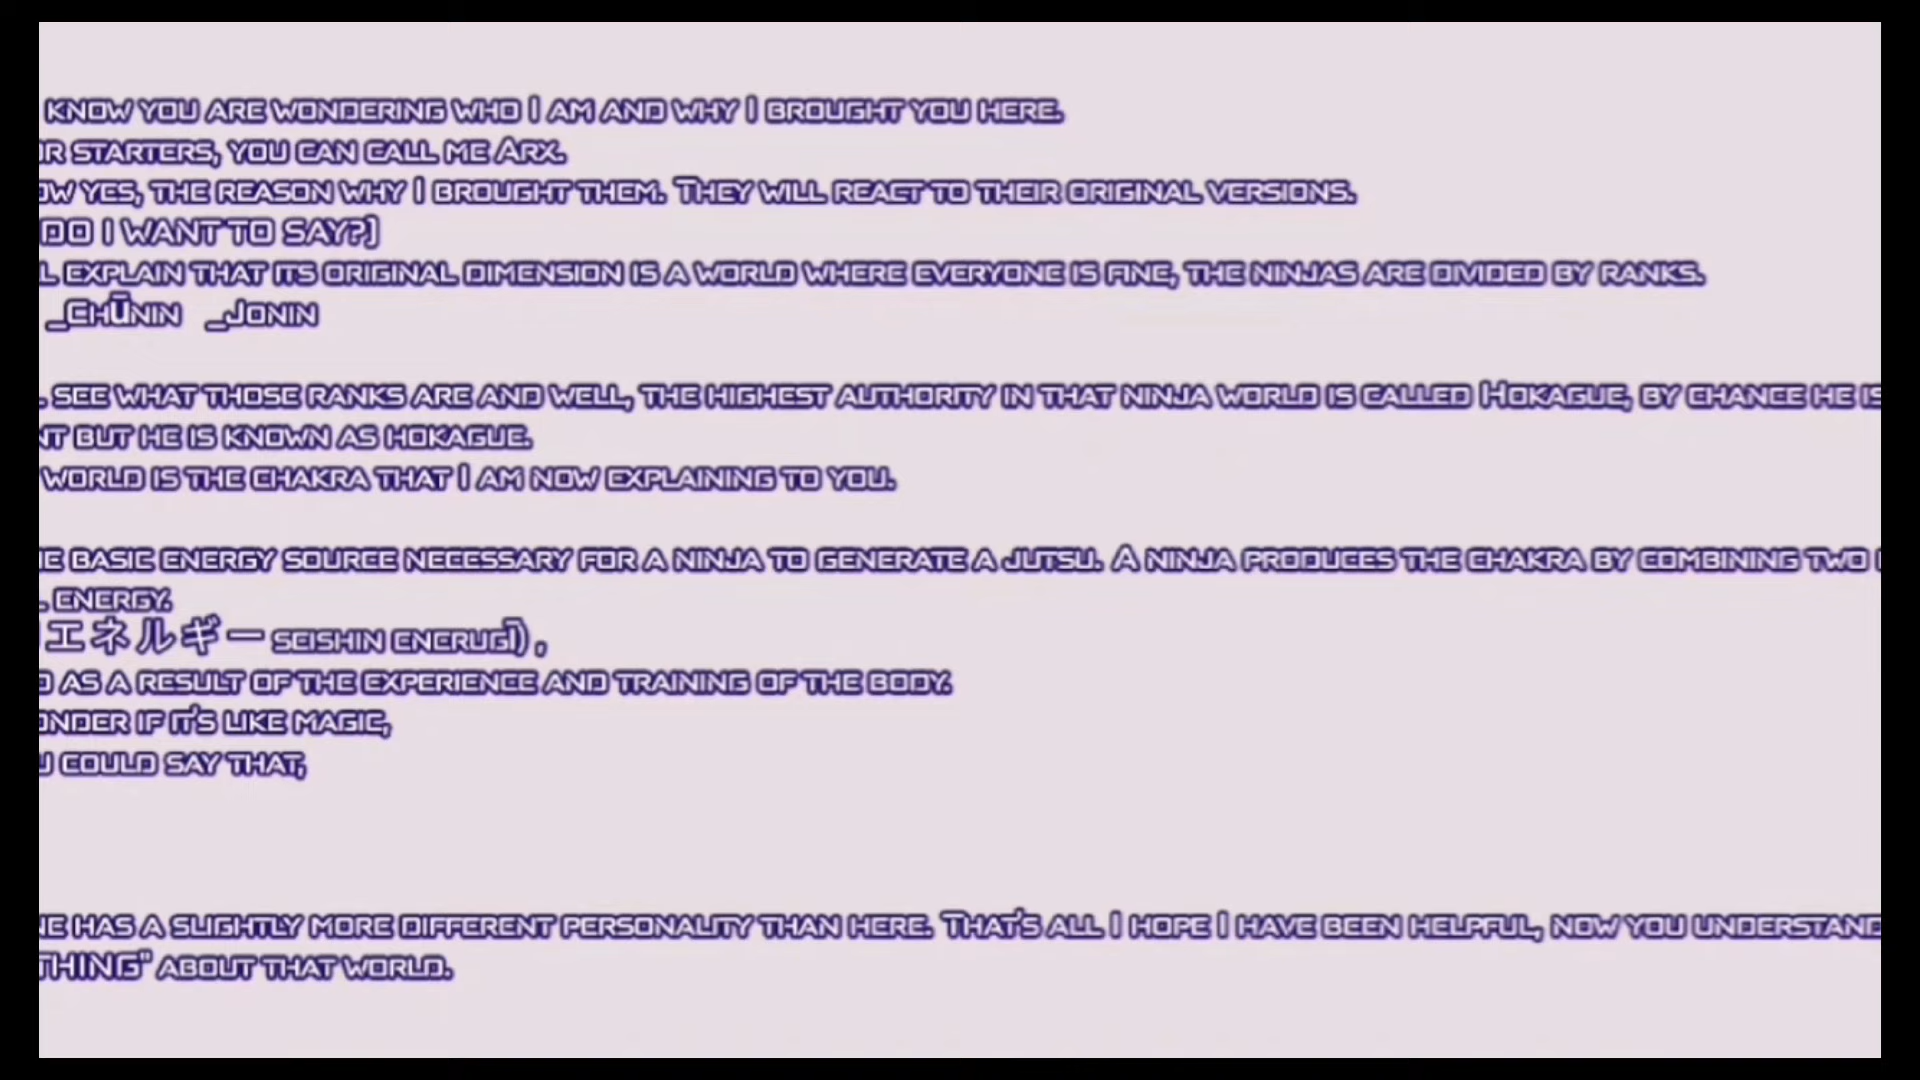 KNOW YOU ARE WONDERING WHO I AM AND WHY I BROUGHT YOU HERE.
R STARTERS, YOU CAN CALL ME ARX.
OW YES, THE REASON WHY I BROUGHT THEM. THEY WILL REACT TO THEIR ORIGINAL VERSIONS.
DO I WANT TO SAY?]
L EXPLAIN THAT ITS ORIGINAL DIMENSION IS A WORLD WHERE EVERYONE IS FINE, THE NINJAS ARE DIVIDED BY RANKS.
_CHŪNIN _JONIN
. SEE WHAT THOSE RANKS ARE AND WELL, THE HIGHEST AUTHORITY IN THAT NINJA WORLD IS CALLED HOKAGUE, BY CHANCE HE IS
NT BUT HE IS KNOWN AS HOKAGUE.
WORLD IS THE CHAKRA THAT I AM NOW EXPLAINING TO YOU.
E BASIC ENERGY SOURCE NECESSARY FOR A NINJA TO GENERATE A JUTSU. A NINJA PRODUCES THE CHAKRA BY COMBINING TWO
ENERGY.
エネルギー SEISHIN ENERUGĪ) ,
D AS A RESULT OF THE EXPERIENCE AND TRAINING OF THE BODY.
ONDER IF IT'S LIKE MAGIC,
U COULD SAY THAT,
NE HAS A SLIGHTLY MORE DIFFERENT PERSONALITY THAN HERE. THAT'S ALL I HOPE I HAVE BEEN HELPFUL, NOW YOU UNDERSTAND
THING" ABOUT THAT WORLD.